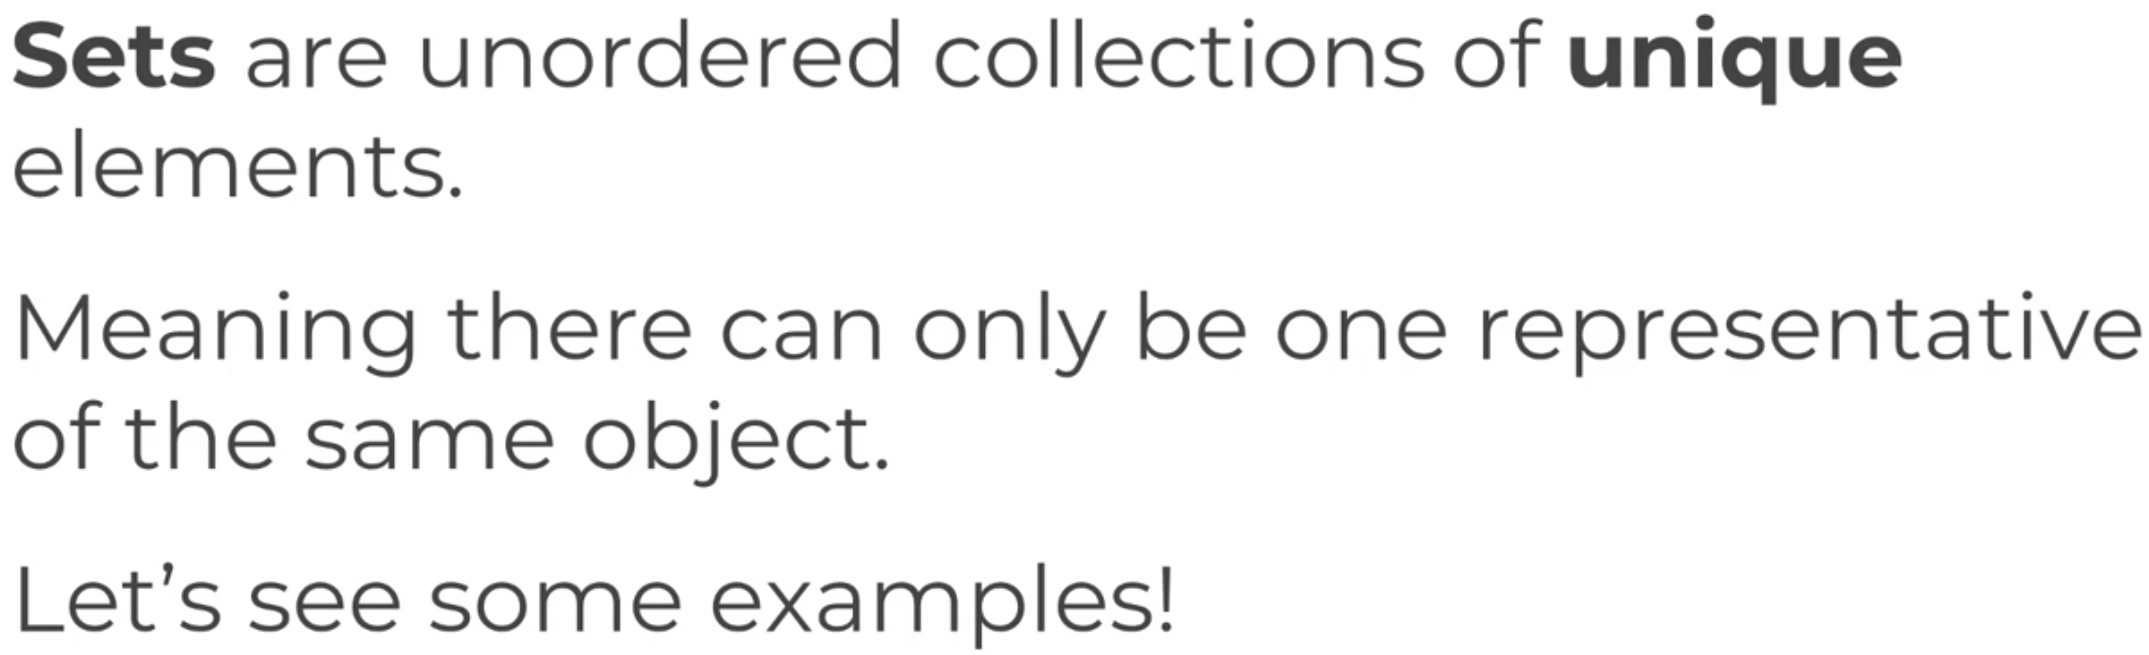 Sets are unordered collections of unique
elements.
Meaning there can only be one representative
of the same object.
Let’s see some examples!